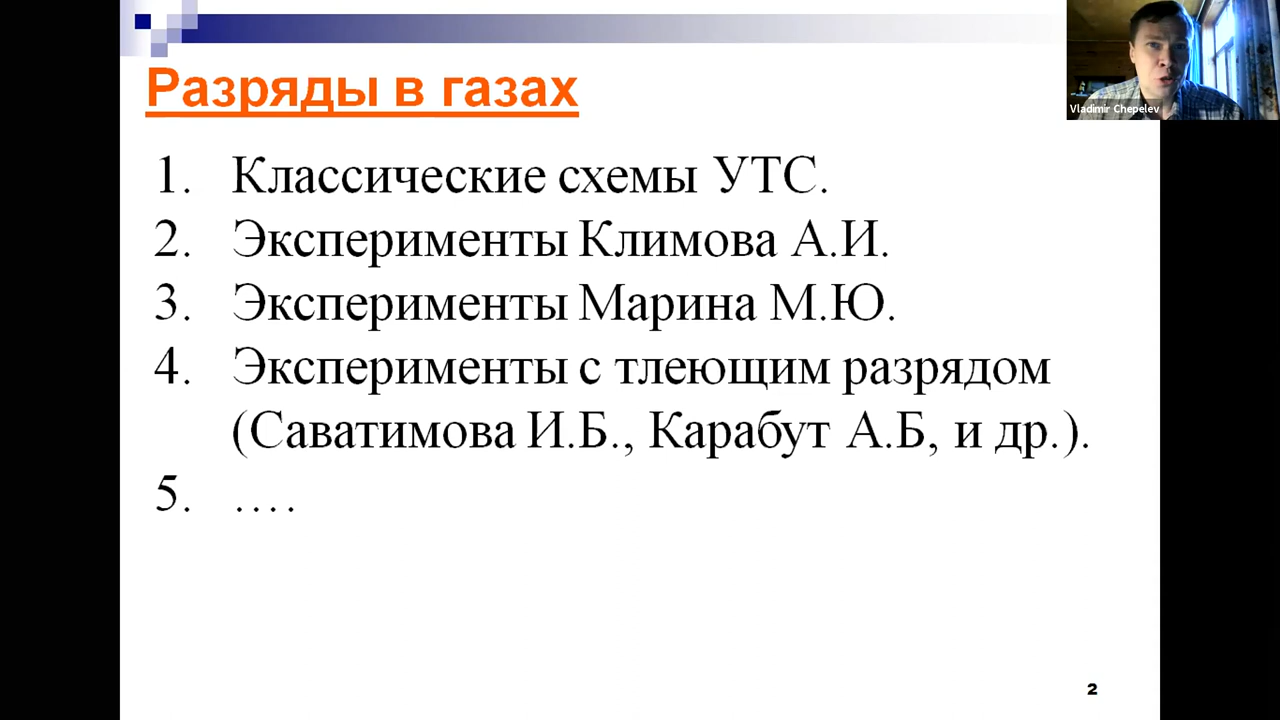 Разряды в газах
Vladimir Chepelev
1. Классические схемы УТС.
2. Эксперименты Климова А.И.
3. Эксперименты Марина М.Ю.
4. Эксперименты с тлеющим разрядом
(Саватимова И.Б., Карабут А.Б, и др.).
5. ….
2